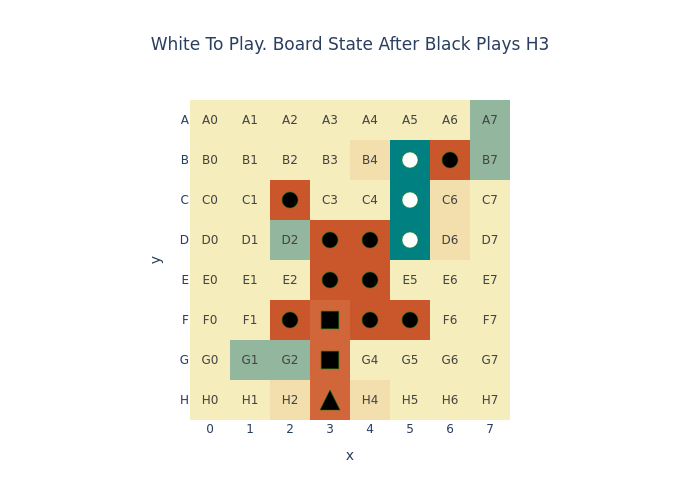 White To Play. Board State After Black Plays H3
A A0 A1 A2 A3 A4 A5 A6 A7
B B0 B1 B2 B3 B4 B7
C C0 C1 C3 C4 C6 C7
D D0 D1 D2 D6 D7
E E0 E1 E2 E5 E6 E7
F F0 F1 F6 F7
G G0 G1 G2 G4 G5 G6 G7
H H0 H1 H2 H4 H5 H6 H7
0 1 2 3 4 5 6 7
x
y